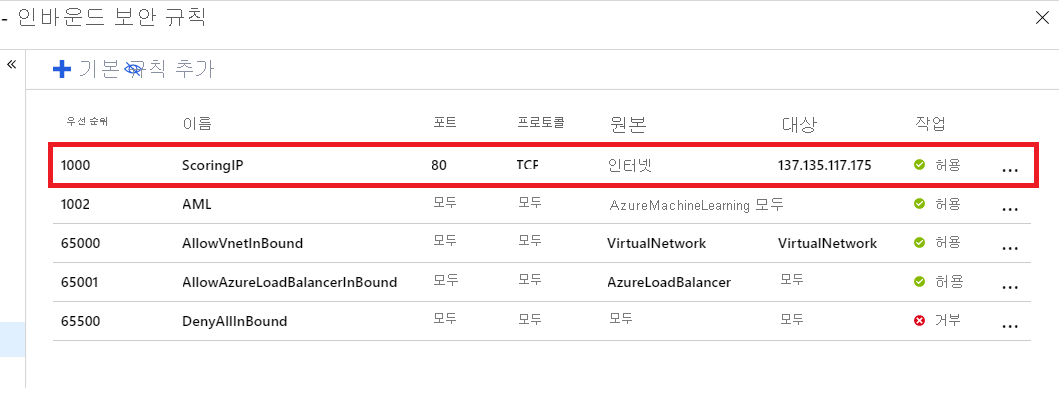 - 인바운드 보안 규칙
«
기본 규칙 추가
우선 순위 이름 포트 프로토콜 원본 대상 작업
1000 ScoringIP 80 TCP 인터넷 137.135.117.175 허용 ...
1002 AML 모두 모두 AzureMachineLearning 모두 허용 ...
65000 AllowVnetInBound 모두 모두 VirtualNetwork VirtualNetwork 허용 ...
65001 AllowAzureLoadBalancerInBound 모두 모두 AzureLoadBalancer 모두 허용 ...
65500 DenyAllInBound 모두 모두 모두 모두 거부 ...